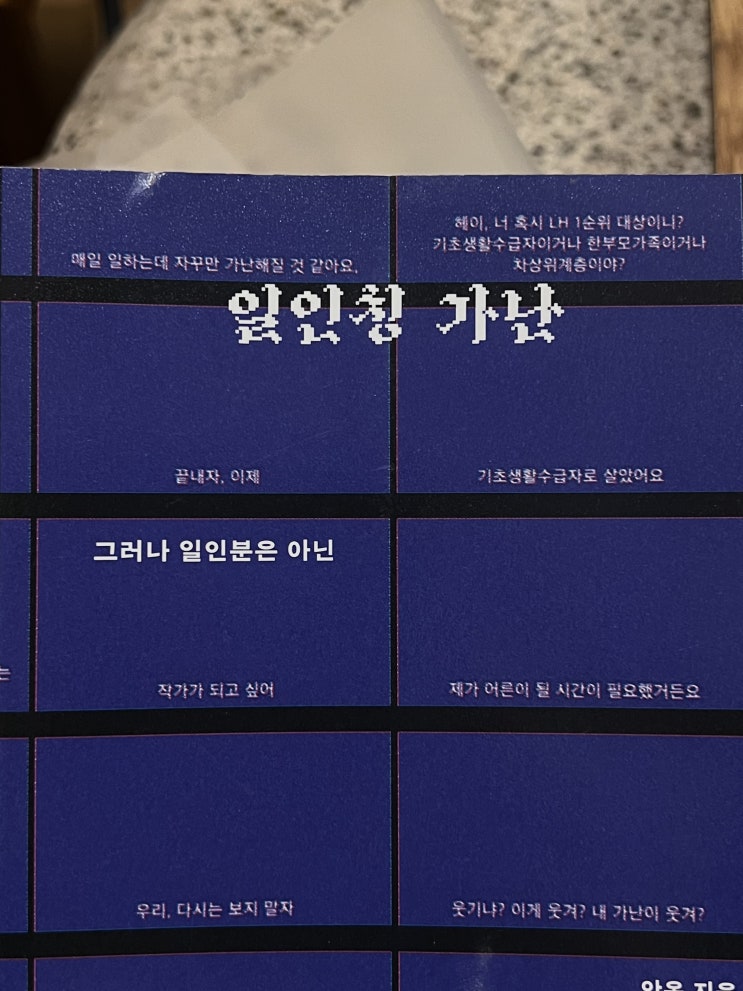 매일 일하는데 자꾸만 가난해질 것 같아요.
헤이, 너 혹시 LH 1순위 대상이니?
기초생활수급자이거나 한부모가족이거나
차상위계층이야?
일인칭 가난
끝내자, 이제
기초생활수급자로 살았어요
그러나 일인분은 아닌
는
작가가 되고 싶어
제가 어른이 될 시간이 필요했거든요
우리, 다시는 보지 말자
웃기냐? 이게 웃겨? 내 가난이 웃겨?